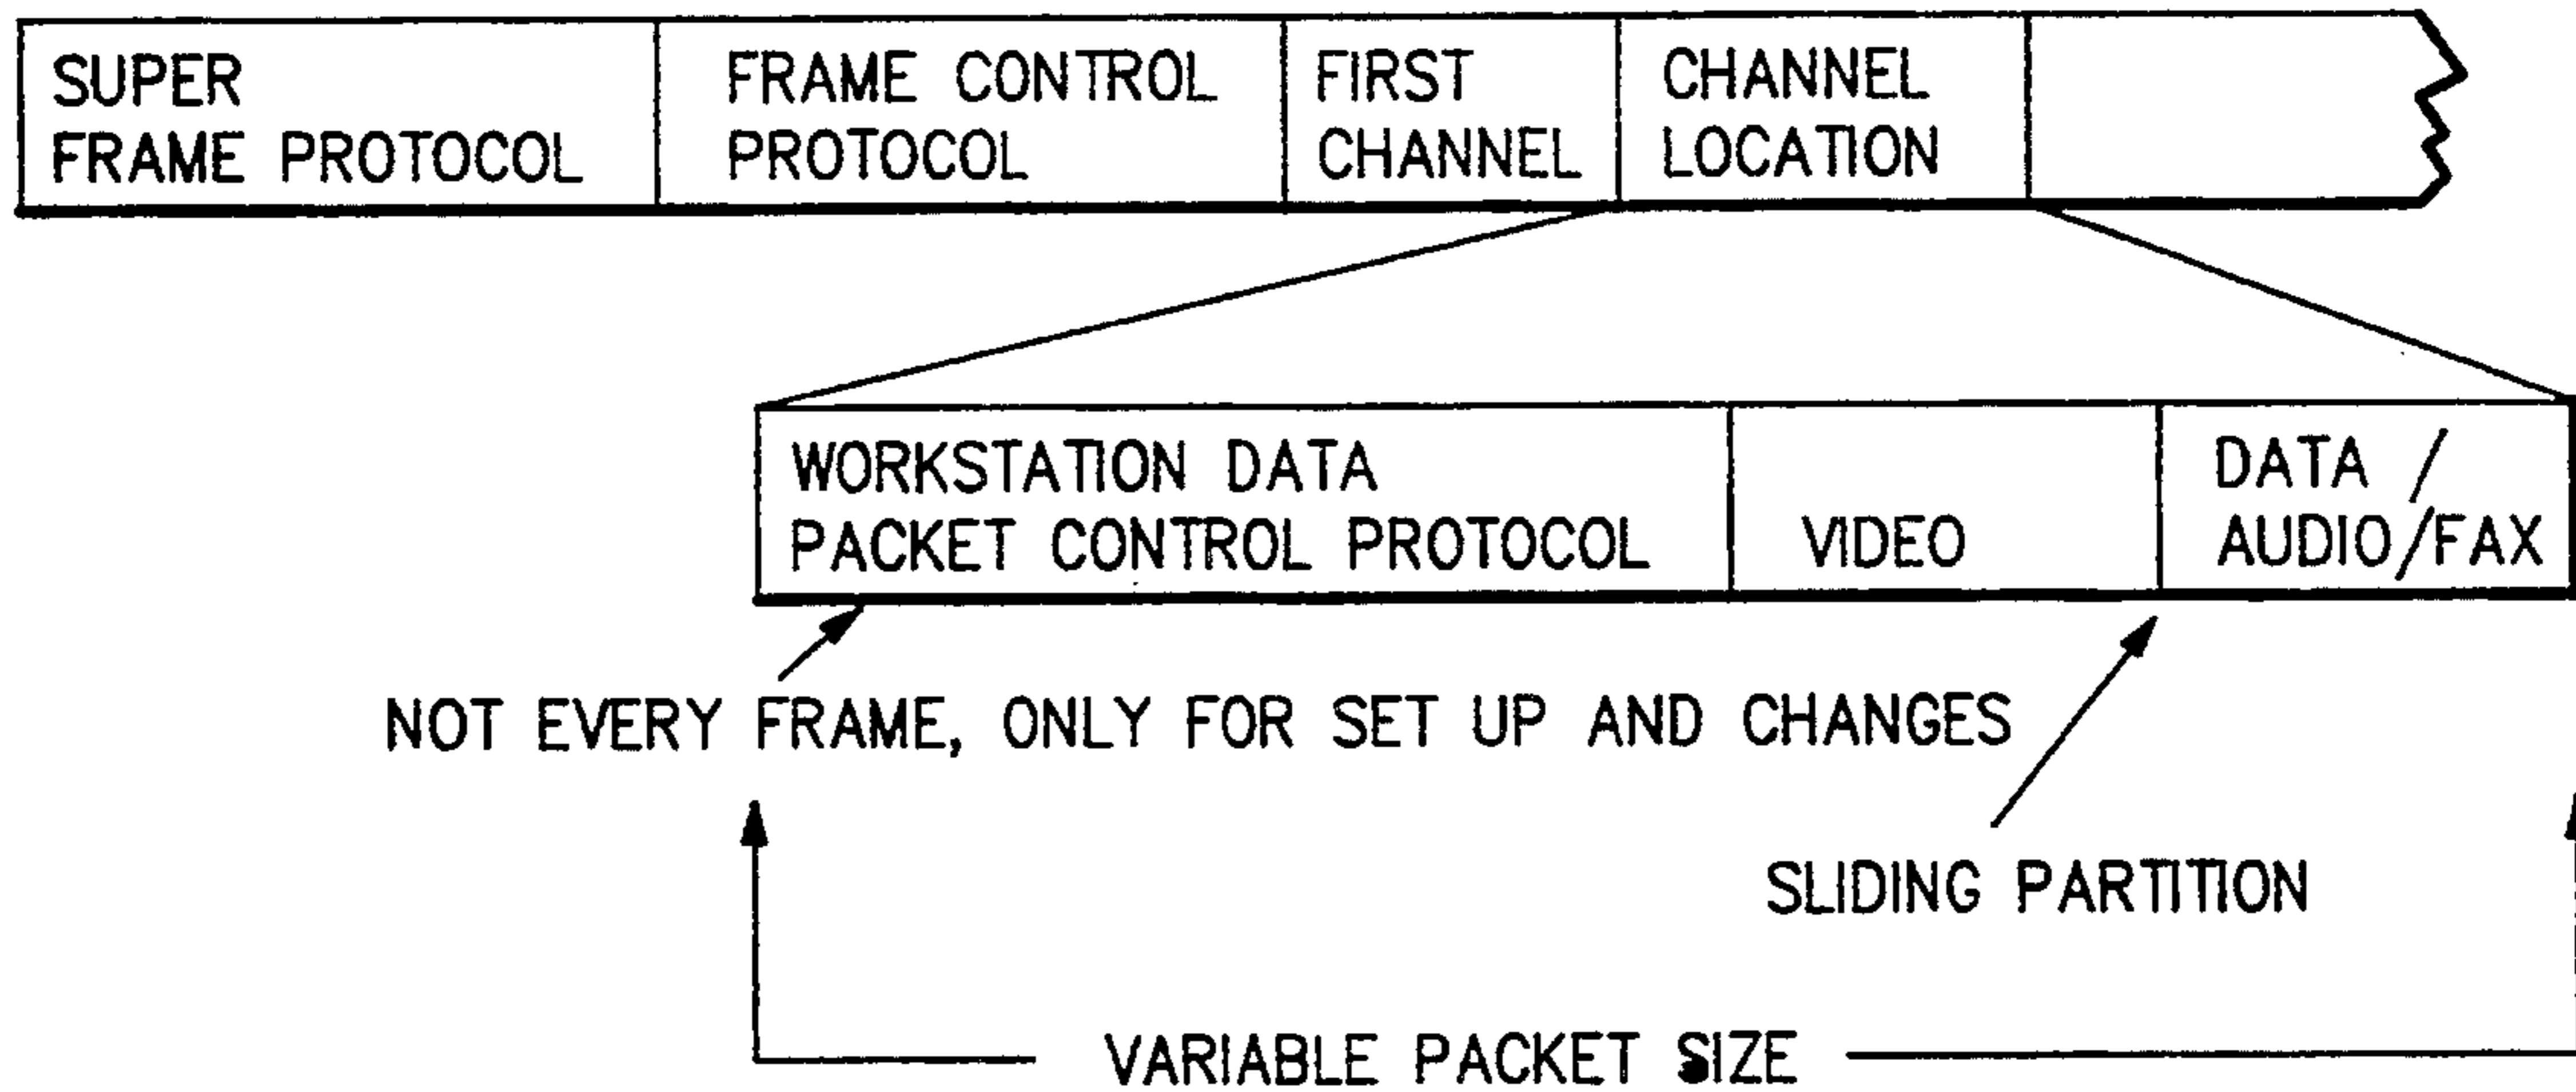 SUPER
FRAME PROTOCOL
FRAME CONTROL
PROTOCOL
FIRST
CHANNEL
CHANNEL
LOCATION
WORKSTATION DATA
PACKET CONTROL PROTOCOL
VIDEO
DATA /
AUDIO/FAX
NOT EVERY FRAME, ONLY FOR SET UP AND CHANGES
SLIDING PARTITION
VARIABLE PACKET SIZE